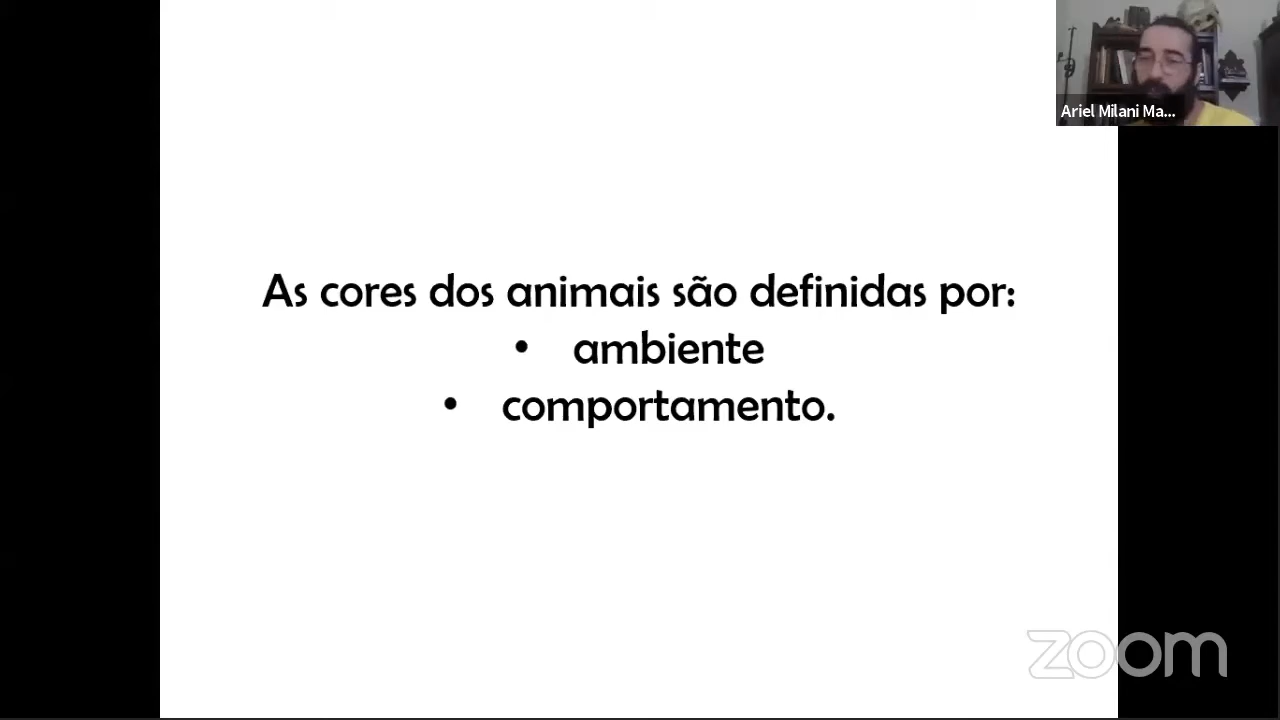 Ariel Milani Ma...
As cores dos animais são definidas por:
• ambiente
• comportamento.
zoom